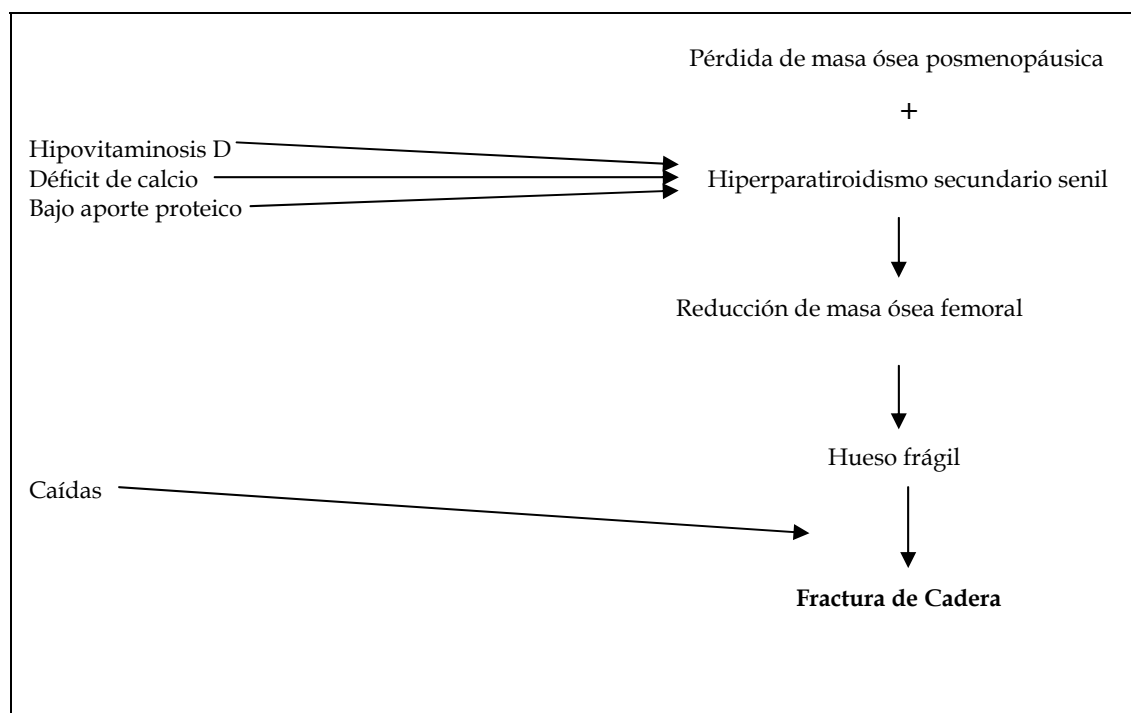 Pérdida de masa ósea posmenopáusica
+
Hipovitaminosis D
Déficit de calcio
Hiperparatiroidismo secundario senil
Bajo aporte proteico
Reducción de masa ósea femoral
Hueso frágil
Caídas
Fractura de Cadera